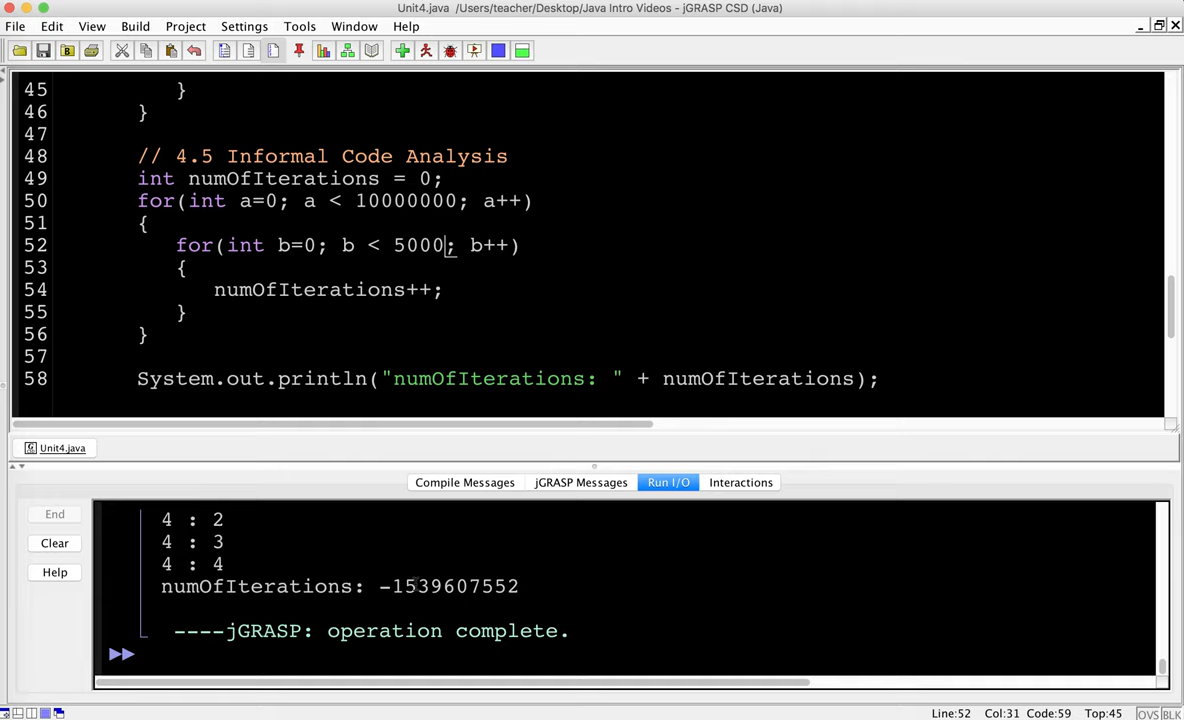 Unit4.java /Users/teacher/Desktop/Java Intro Videos - jGRASP CSD (Java)
File Edit View Build Project Settings Tools Window Help
45 }
46 }
47
48 // 4.5 Informal Code Analysis
49 int numOfIterations = 0;
50 for(int a=0; a < 10000000; a++)
51 {
52 for(int b=0; b < 5000; b++)
53 {
54 numOfIterations++;
55 }
56 }
57
58 System.out.println("numOfIterations: " + numOfIterations);
Unit4.java
Compile Messages jGRASP Messages Run I/O Interactions
End
Clear
Help
4 : 2
4 : 3
4 : 4
numOfIterations: -1539607552
----jGRASP: operation complete.
Line:52 Col:31 Code:59 Top:45 OVS BLK